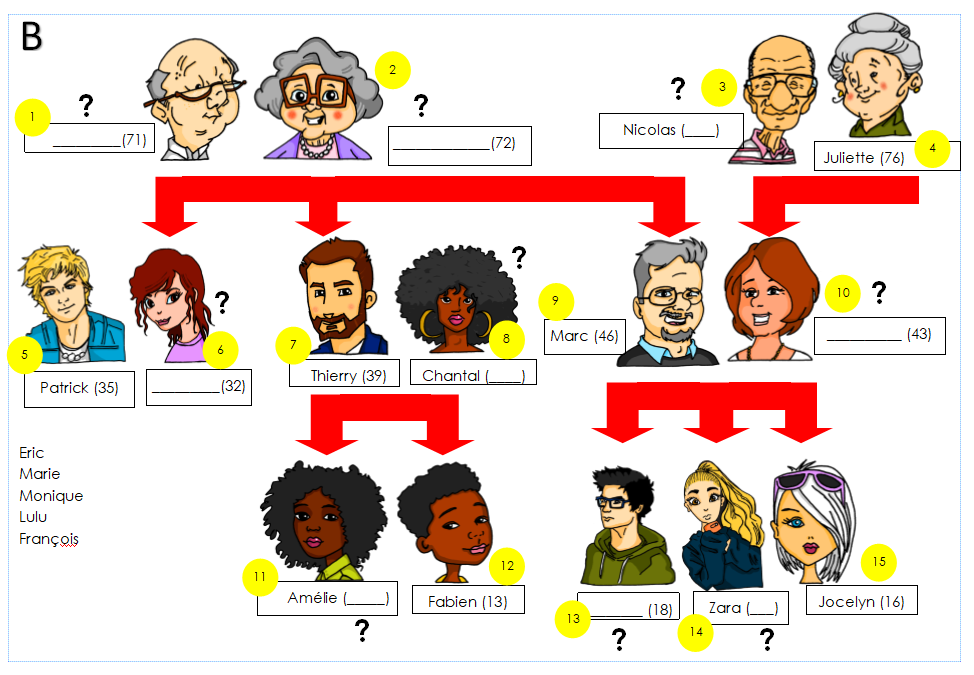 B
1
?
_________(71)
2
?
_____________(72)
?
3
Nicolas (____)
4
Juliette (76)
5
Patrick (35)
?
6
_________(32)
7
Thierry (39)
?
8
Chantal (____)
9
Marc (46)
10
?
__________ (43)
Eric
Marie
Monique
Lulu
François
11
Amélie (_____)
?
12
Fabien (13)
13
________ (18)
?
14
Zara (___)
?
15
Jocelyn (16)